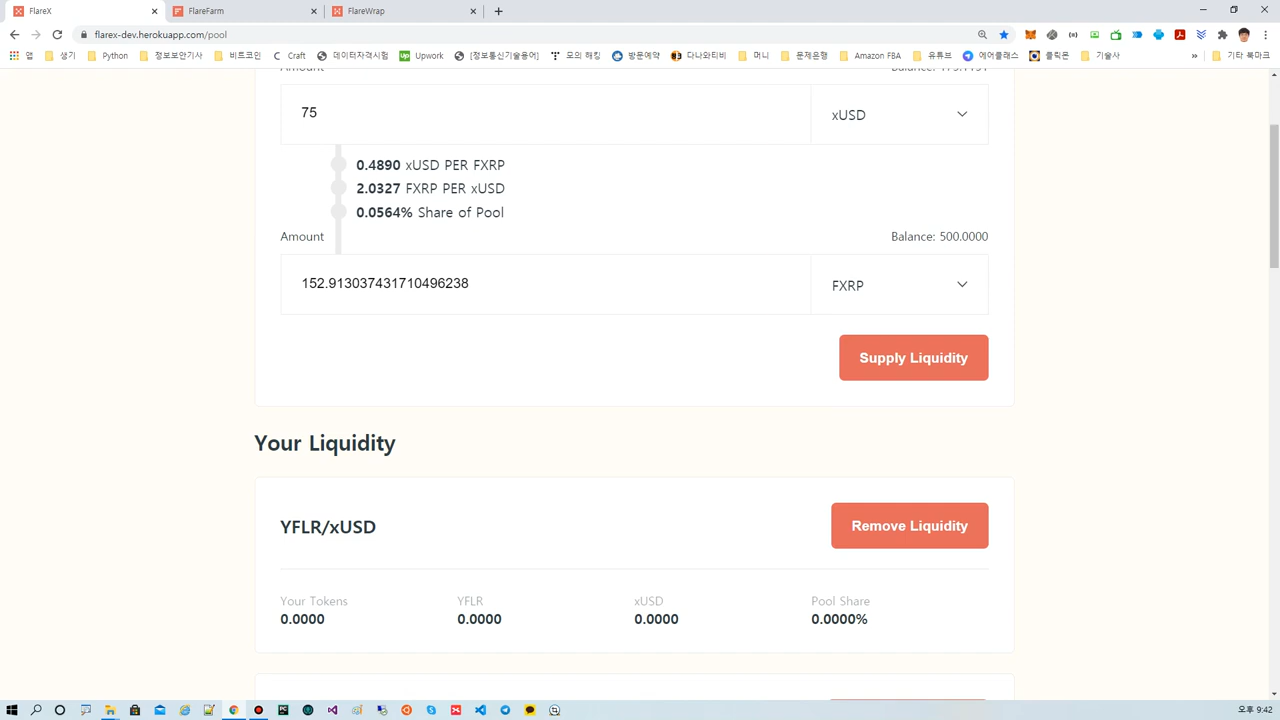 FlareX
FlareFarm
FlareWrap
flarex-dev.herokuapp.com/pool
앱
생기
Python
정보보안기사
비트코인
Craft
데이터자격시험
Upwork
[정보통신기술용어]
모의 해킹
방문예약
다나와티비
머니
문제은행
Amazon FBA
유튜브
에어클래스
클릭몬
기술사
»
기타 북마크
Amount
75
xUSD
0.4890 xUSD PER FXRP
2.0327 FXRP PER xUSD
0.0564% Share of Pool
Amount
Balance: 500.0000
152.913037431710496238
FXRP
Supply Liquidity
Your Liquidity
YFLR/xUSD
Remove Liquidity
Your Tokens
YFLR
xUSD
Pool Share
0.0000
0.0000
0.0000
0.0000%
오후 9:42